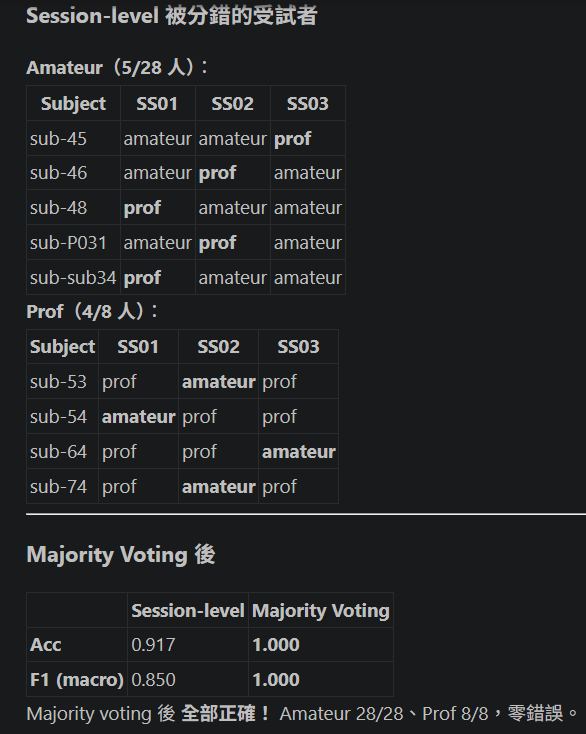 Session-level 被分錯的受試者
Amateur（5/28 人）：
Subject SS01 SS02 SS03
sub-45 amateur amateur prof
sub-46 amateur prof amateur
sub-48 prof amateur amateur
sub-P031 amateur prof amateur
sub-sub34 prof amateur amateur
Prof（4/8 人）：
Subject SS01 SS02 SS03
sub-53 prof amateur prof
sub-54 amateur prof prof
sub-64 prof prof amateur
sub-74 prof amateur prof
Majority Voting 後
Session-level Majority Voting
Acc 0.917 1.000
F1 (macro) 0.850 1.000
Majority voting 後 全部正確！ Amateur 28/28、Prof 8/8，零錯誤。